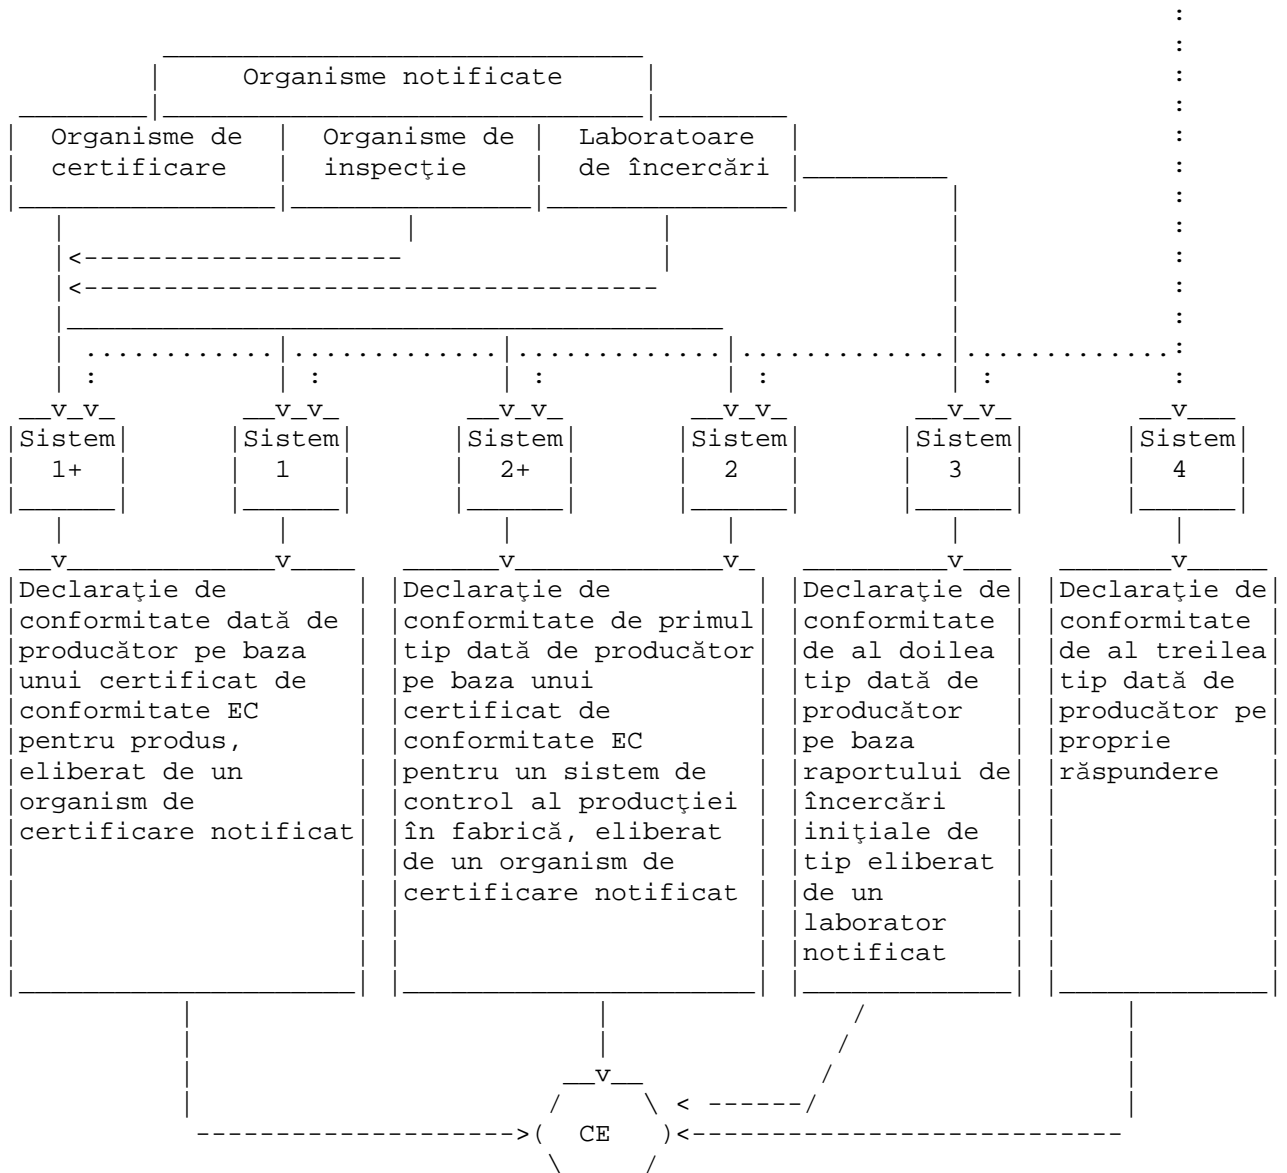 Organisme notificate
Organisme de certificare
Organisme de inspecţie
Laboratoare de încercări
Sistem 1+
Sistem 1
Sistem 2+
Sistem 2
Sistem 3
Sistem 4
Declaraţie de
conformitate dată de
producător pe baza
unui certificat de
conformitate EC
pentru produs,
eliberat de un
organism de
certificare notificat
Declaraţie de
conformitate de primul
tip dată de producător
pe baza unui
certificat de
conformitate EC
pentru un sistem de
control al producţiei
în fabrică, eliberat
de un organism de
certificare notificat
Declaraţie de
conformitate
de al doilea
tip dată de
producător
pe baza
raportului de
încercări
iniţiale de
tip eliberat
de un
laborator
notificat
Declaraţie de
conformitate
de al treilea
tip dată de
producător pe
proprie
răspundere
CE